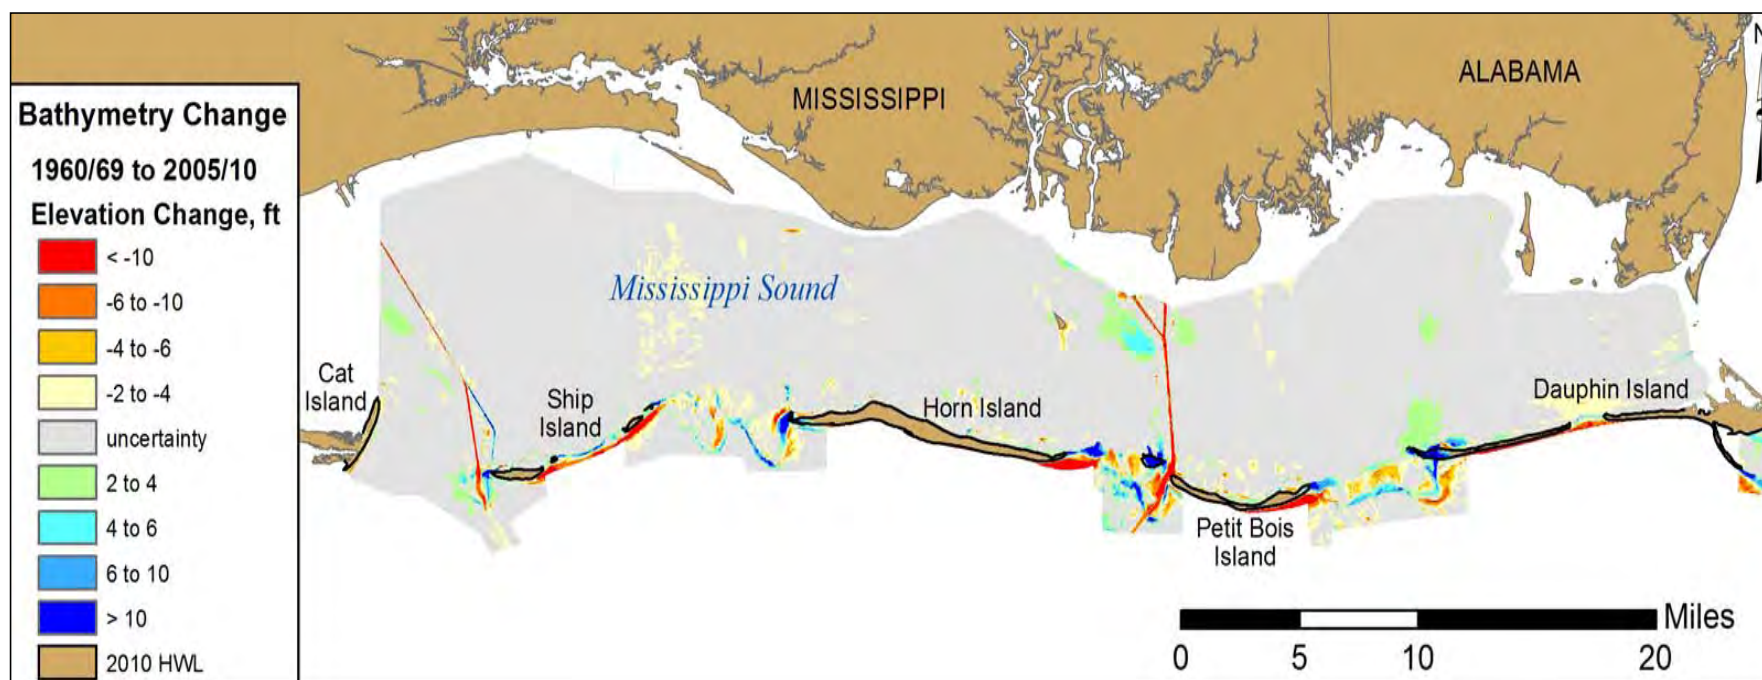 Bathymetry Change
1960/69 to 2005/10
Elevation Change, ft
< -10
-6 to -10
-4 to -6
-2 to -4
uncertainty
2 to 4
4 to 6
6 to 10
> 10
2010 HWL
MISSISSIPPI
ALABAMA
N
Mississippi Sound
Cat
Island
Ship
Island
Horn Island
Petit Bois
Island
Dauphin Island
Miles
0 5 10 20